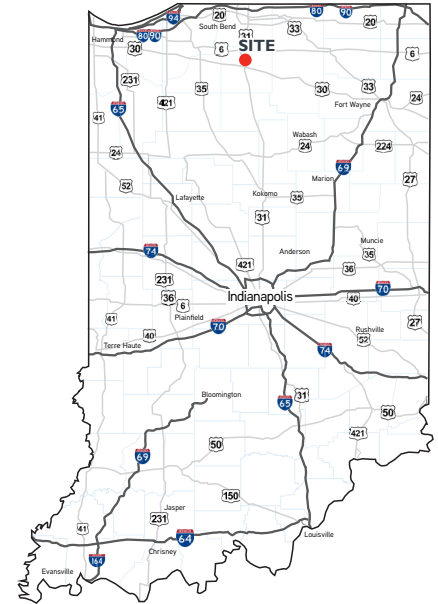 94
20
80
90
South Bend
33
20
Hammond
80
90
31
SITE
30
6
6
231
35
30
33
421
Fort Wayne
24
65
41
Wabash
24
224
24
69
Marion
27
52
Kokomo
35
Lafayette
31
Muncie
74
Anderson
35
421
36
231
70
36
6
Indianapolis
40
41
Plainfield
27
70
Rushville
40
52
Terre Haute
74
Bloomington
31
65
50
421
50
69
150
Jasper
231
41
64
Louisville
Chrisney
164
Evansville